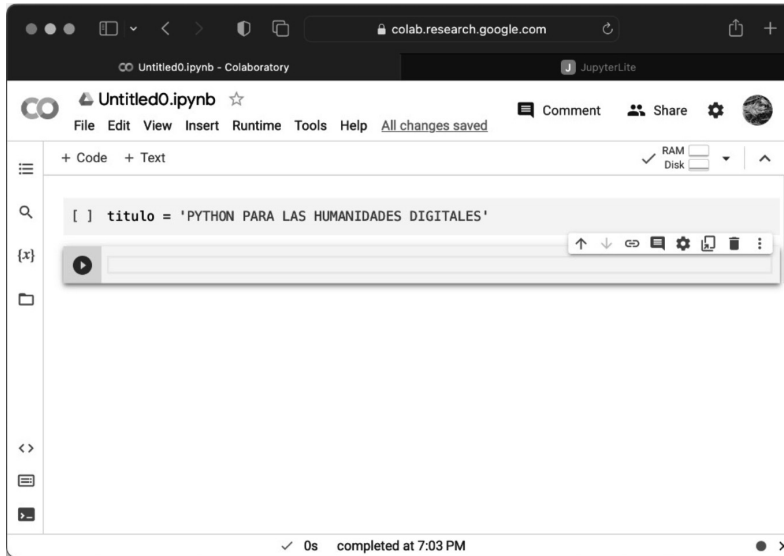 colab.research.google.com
Untitled0.ipynb - Colaboratory
J JupyterLite
Untitled0.ipynb
Comment
Share
File Edit View Insert Runtime Tools Help All changes saved
+ Code + Text
RAM
Disk
[ ] titulo = 'PYTHON PARA LAS HUMANIDADES DIGITALES'
{x}
0s completed at 7:03 PM